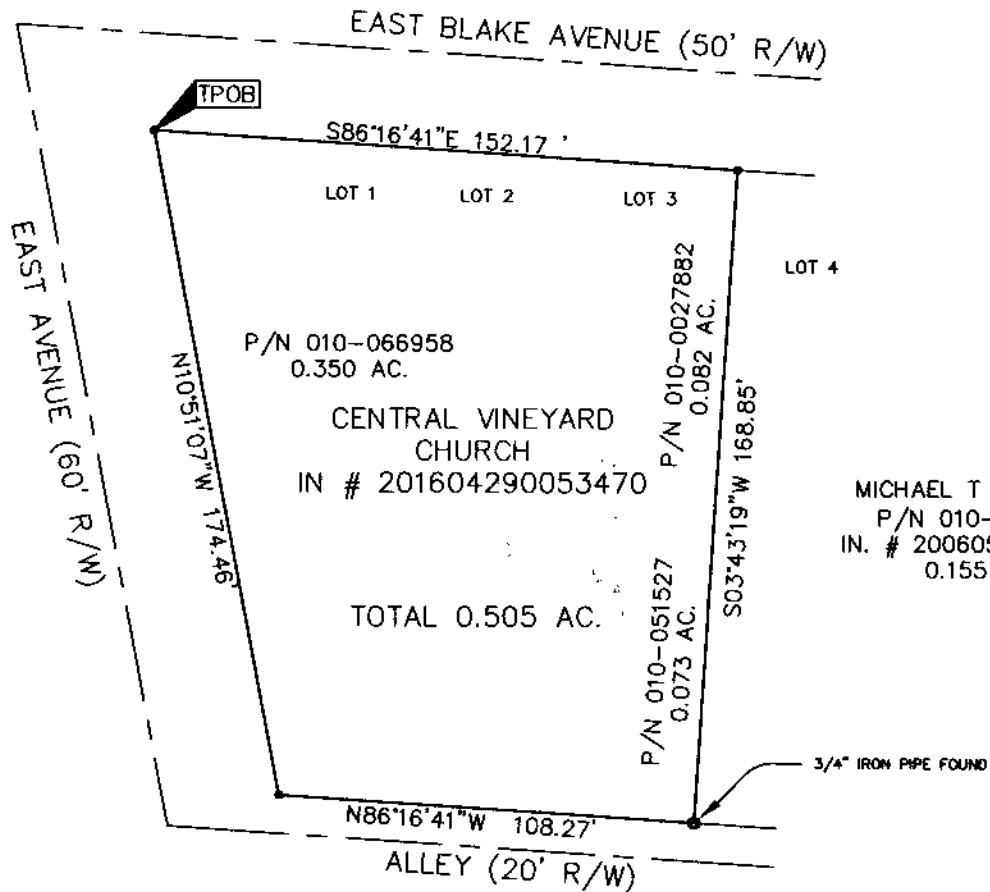 EAST BLAKE AVENUE (50' R/W)
TPOB
S86°16'41"E 152.17 '
LOT 1
LOT 2
LOT 3
LOT 4
EAST AVENUE (60' R/W)
N10°51'07"W 174.46'
P/N 010-066958
0.350 AC.
P/N 010-0027882
0.082 AC.
CENTRAL VINEYARD
CHURCH
IN # 201604290053470
S03°43'19"W 168.85'
MICHAEL T
P/N 010-
IN. # 200605
0.155
P/N 010-051527
0.073 AC.
TOTAL 0.505 AC.
3/4" IRON PIPE FOUND
N86°16'41"W 108.27'
ALLEY (20' R/W)